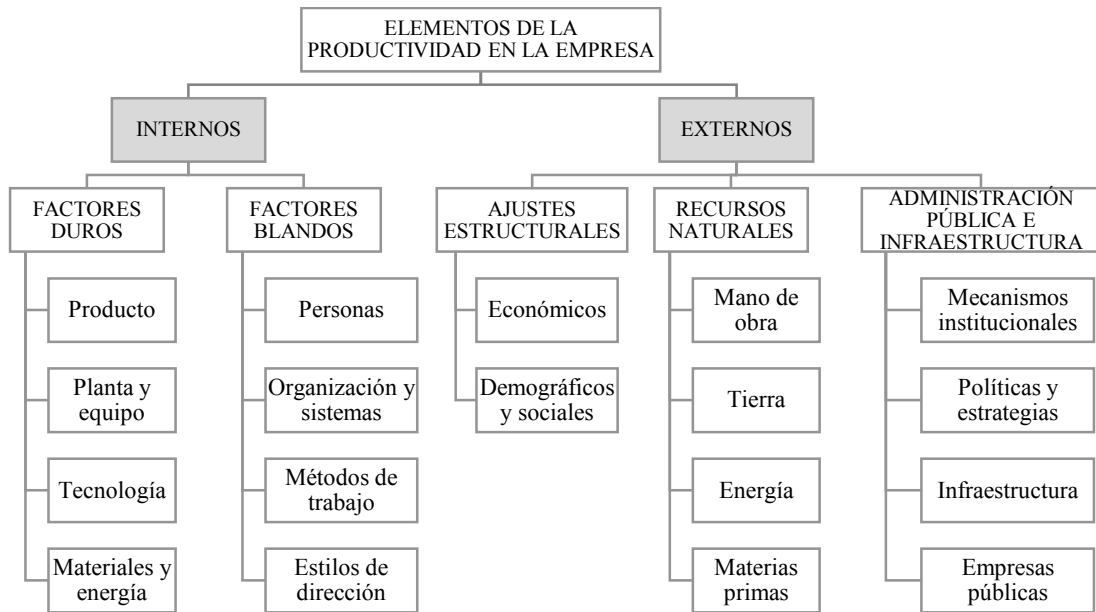 ELEMENTOS DE LA
PRODUCTIVIDAD EN LA EMPRESA
INTERNOS
EXTERNOS
FACTORES
DUROS
FACTORES
BLANDOS
AJUSTES
ESTRUCTURALES
RECURSOS
NATURALES
ADMINISTRACIÓN
PÚBLICA E
INFRAESTRUCTURA
Producto
Planta y
equipo
Tecnología
Materiales y
energía
Personas
Organización y
sistemas
Métodos de
trabajo
Estilos de
dirección
Económicos
Demográficos
y sociales
Mano de
obra
Tierra
Energía
Materias
primas
Mecanismos
institucionales
Políticas y
estrategias
Infraestructura
Empresas
públicas